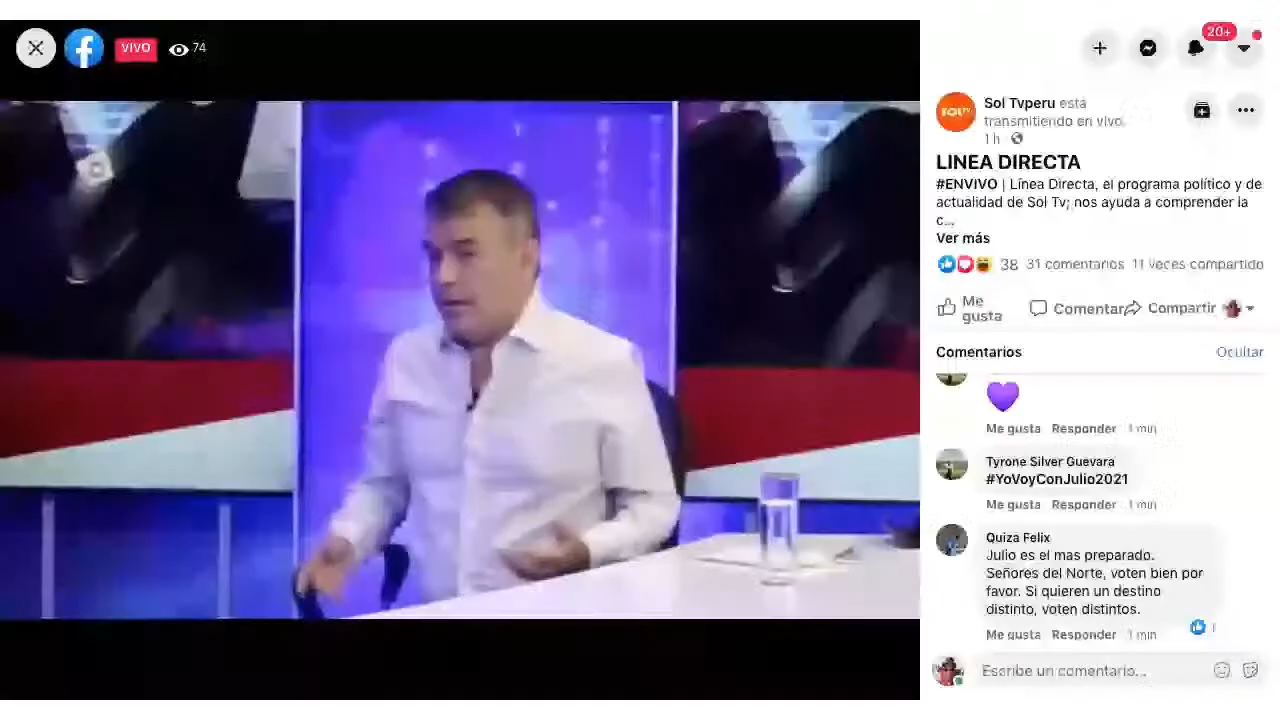 VIVO
74
20+
SOLTV
Sol Tvperu está
transmitiendo en vivo.
1 h
LINEA DIRECTA
#ENVIVO | Línea Directa, el programa político y de
actualidad de Sol Tv; nos ayuda a comprender la
c...
Ver más
38 31 comentarios 11 veces compartido
Me
gusta
Comentar
Compartir
Comentarios
Ocultar
Me gusta Responder 1 min
Tyrone Silver Guevara
#YoVoyConJulio2021
Me gusta Responder 1 min
Quiza Felix
Julio es el mas preparado.
Señores del Norte, voten bien por
favor. Si quieren un destino
distinto, voten distintos.
1
Me gusta Responder 1 min
Escribe un comentario...